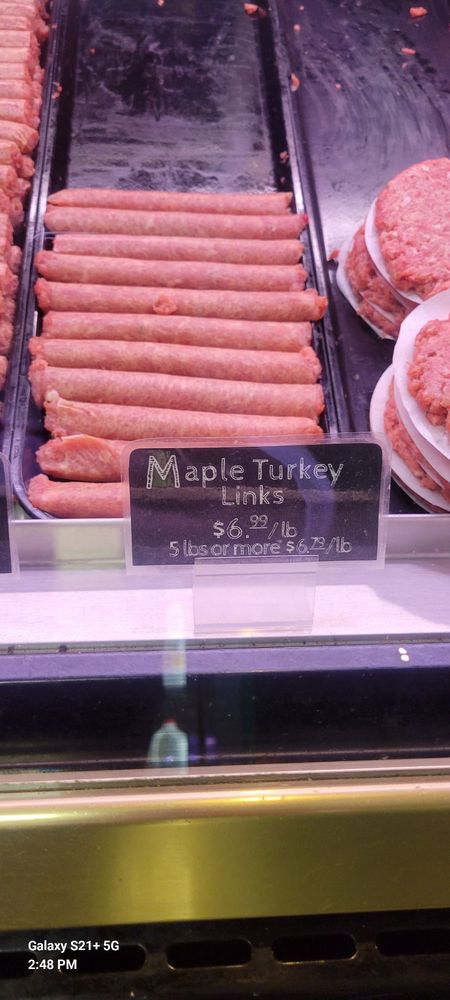 Maple Turkey
Links
$6.99/lb
5 lbs or more $6.79/lb
Galaxy S21+ 5G
2:48 PM